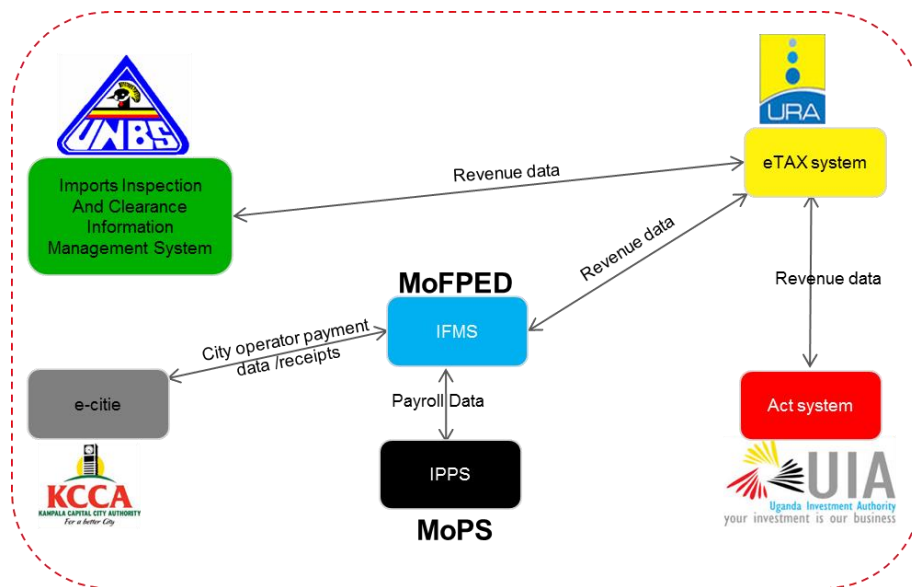 UNBS
URA
Imports Inspection
And Clearance
Information
Management System
Revenue data
eTAX system
Revenue data
MoFPED
IFMS
Revenue data
City operator payment
data /receipts
e-citie
Payroll Data
Act system
IPPS
KCCA
KAMPALA CAPITAL CITY AUTHORITY
For a better City
MoPS
UIA
Uganda Investment Authority
your investment is our business